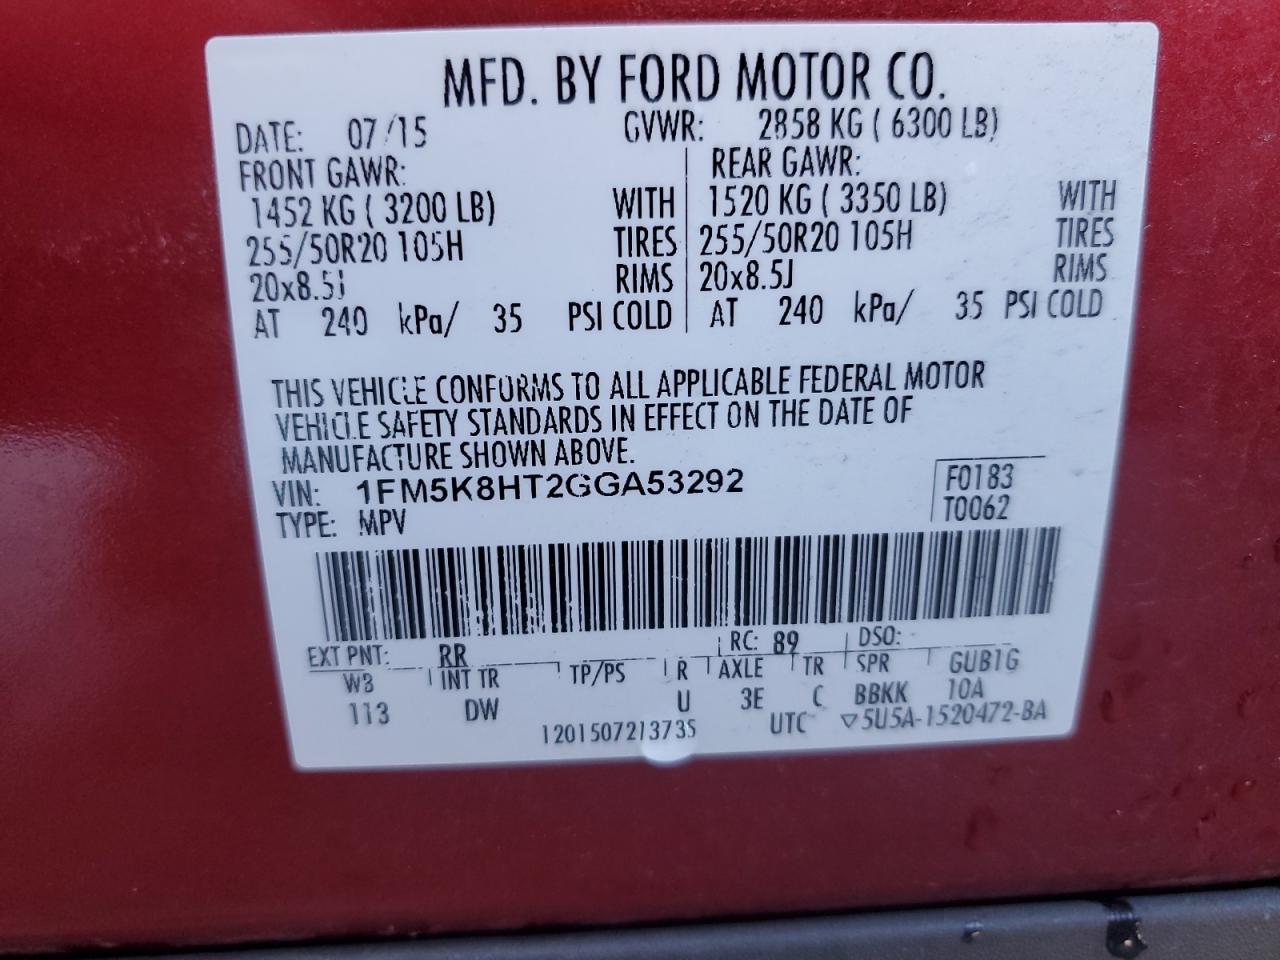 MFD. BY FORD MOTOR CO.
DATE: 07/15 GVWR: 2858 KG ( 6300 LB)
FRONT GAWR: REAR GAWR:
1452 KG ( 3200 LB) WITH 1520 KG ( 3350 LB) WITH
255/50R20 105H TIRES 255/50R20 105H TIRES
20x8.5J RIMS 20x8.5J RIMS
AT 240 kPa/ 35 PSI COLD AT 240 kPa/ 35 PSI COLD
THIS VEHICLE CONFORMS TO ALL APPLICABLE FEDERAL MOTOR
VEHICLE SAFETY STANDARDS IN EFFECT ON THE DATE OF
MANUFACTURE SHOWN ABOVE.
VIN: 1FM5K8HT2GGA53292 F0183
TYPE: MPV T0062
EXT PNT: RR RC: 89 DSO:
W3 INT TR TP/PS R AXLE TR SPR GUB1G
113 DW U 3E C BBKK 10A
1201507213735 UTC ▽5U5A-1520472-BA